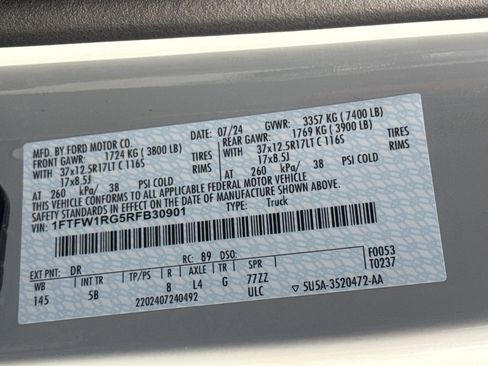 MFD. BY FORD MOTOR CO. 07/24 GVWR: 3357 KG ( 7400 LB)
FRONT GAWR: 1724 KG ( 3800 LB) REAR GAWR: 1769 KG ( 3900 LB)
WITH 37x12.5R17LT C 116S TIRES WITH 37x12.5R17LT C 116S TIRES
17x8.5J RIMS 17x8.5J RIMS
AT 260 kPa/ 38 PSI COLD AT 260 kPa/ 38 PSI COLD
THIS VEHICLE CONFORMS TO ALL APPLICABLE FEDERAL MOTOR VEHICLE
SAFETY STANDARDS IN EFFECT ON THE DATE OF MANUFACTURE SHOWN ABOVE.
VIN: 1FTFW1RG5RFB30901 TYPE: Truck
F0053
T0237
EXT PNT: DR RC: 89 DSO:
WB INT TR TP/PS R AXLE TR SPR
145 5B 8 L4 G 77ZZ
2202407240492 ULC 5U5A-3520472-AA